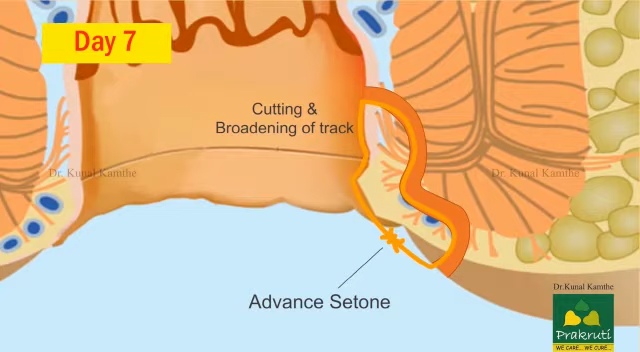 Day 7
Cutting &
Broadening of track
Dr. Kunal Kamthe
Dr. Kunal Kamthe
Advance Setone
Dr.Kunal Kamthe
Prakruti
WE CARE... WE CURE...